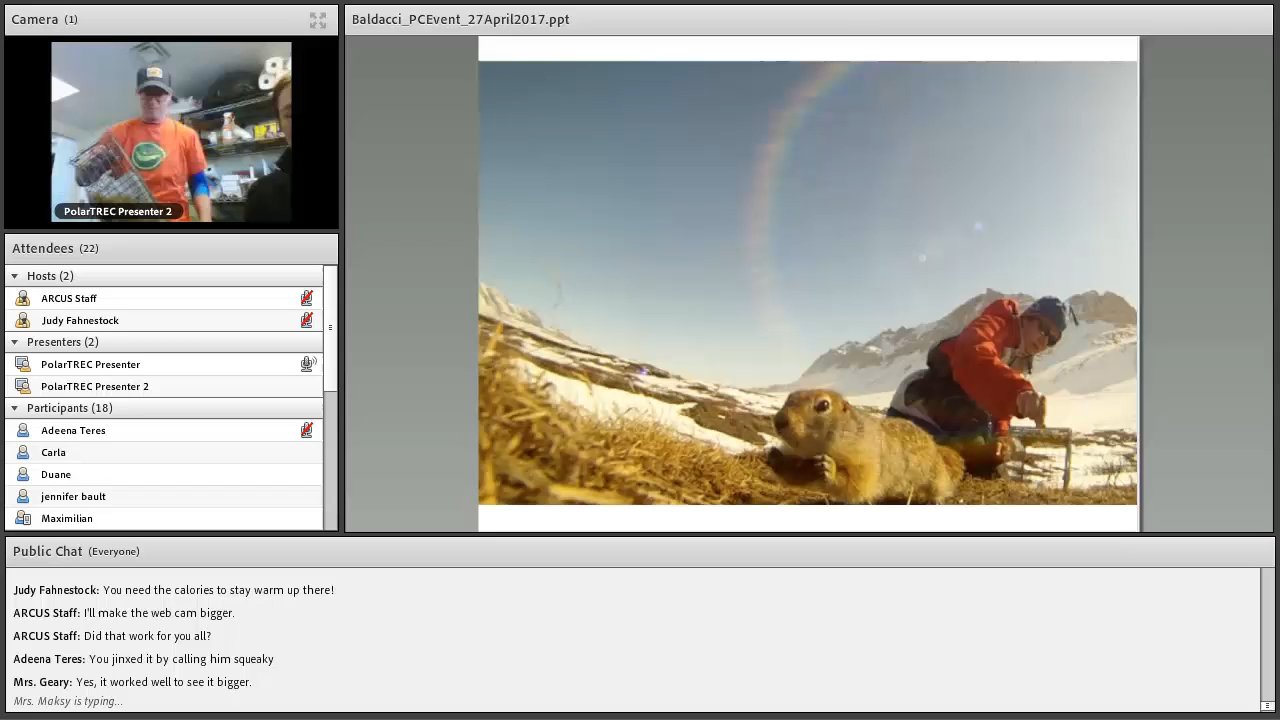 Camera (1)
PolarTREC Presenter 2
Attendees (22)
Hosts (2)
ARCUS Staff
Judy Fahnestock
Presenters (2)
PolarTREC Presenter
PolarTREC Presenter 2
Participants (18)
Adeena Teres
Carla
Duane
jennifer bault
Maximilian
Baldacci_PCEvent_27April2017.ppt
Public Chat (Everyone)
Judy Fahnestock: You need the calories to stay warm up there!
ARCUS Staff: I'll make the web cam bigger.
ARCUS Staff: Did that work for you all?
Adeena Teres: You jinxed it by calling him squeaky
Mrs. Geary: Yes, it worked well to see it bigger.
Mrs. Maksy is typing...